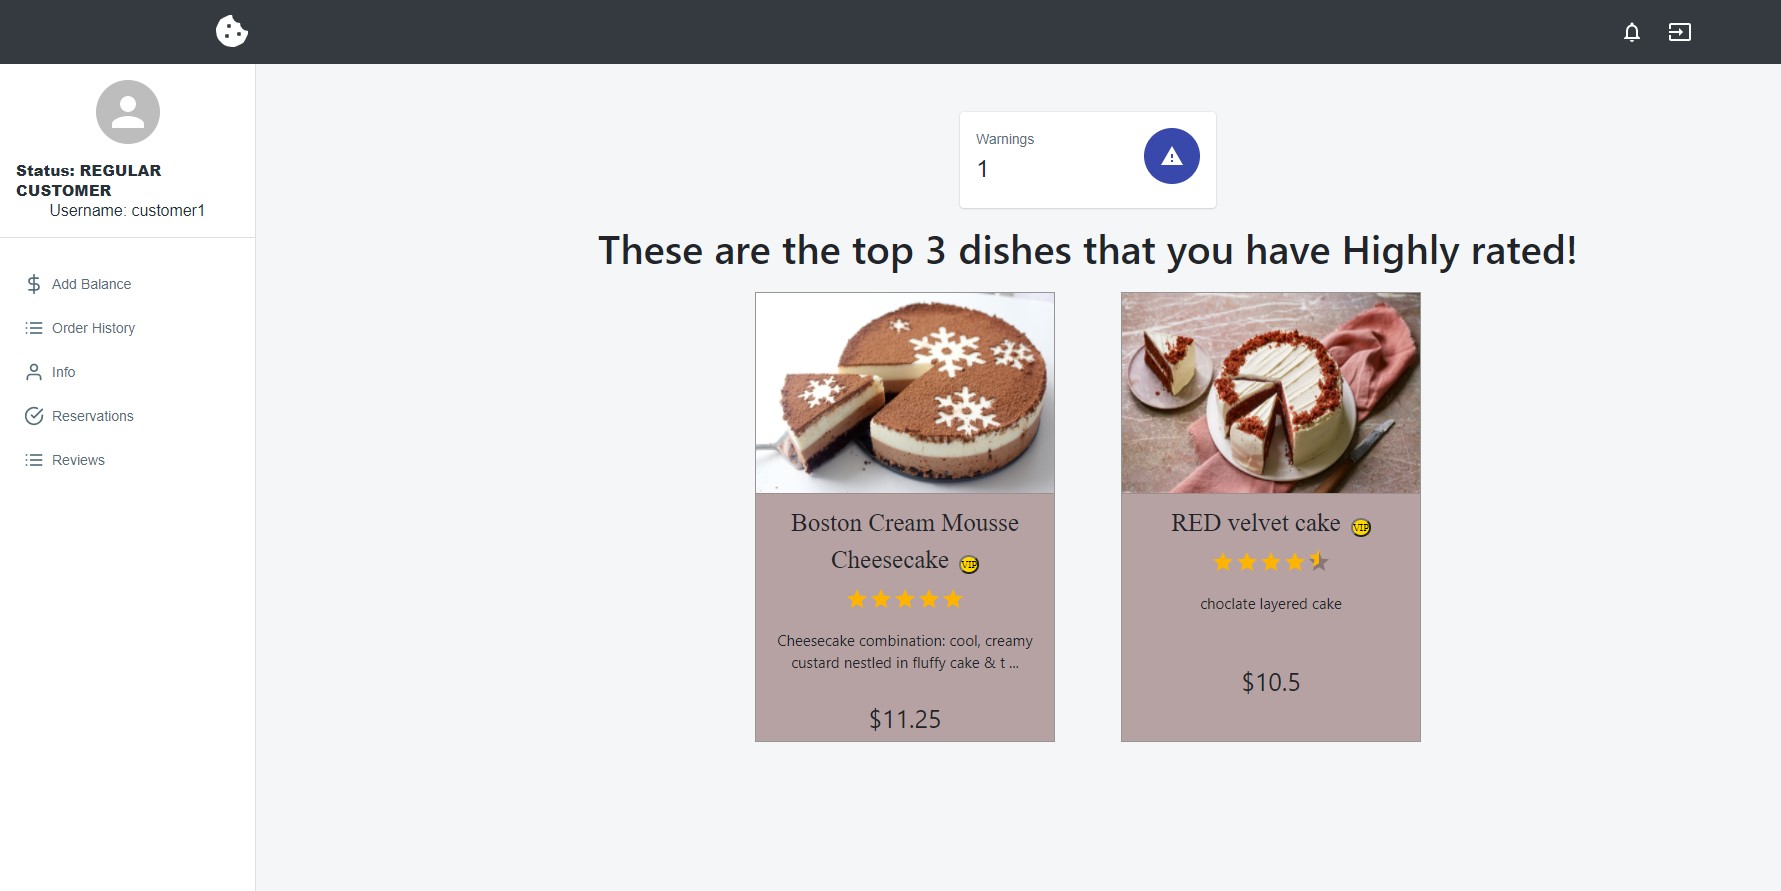 Status: REGULAR
CUSTOMER
Username: customer1
Add Balance
Order History
Info
Reservations
Reviews
Warnings
1
These are the top 3 dishes that you have Highly rated!
Boston Cream Mousse
Cheesecake VIP
Cheesecake combination: cool, creamy
custard nestled in fluffy cake & t ...
$11.25
RED velvet cake VIP
choclate layered cake
$10.5